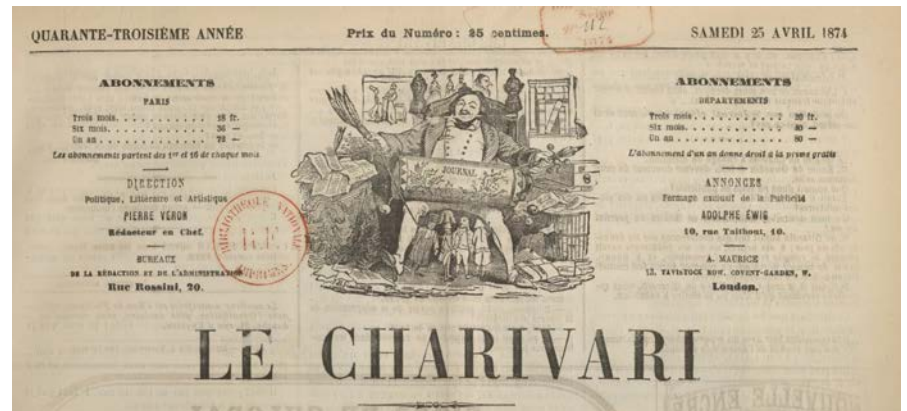 QUARANTE-TROISIÈME ANNÉE
Prix du Numéro : 25 centimes.
SAMEDI 25 AVRIL 1874
ABONNEMENTS
PARIS
Trois mois. . . . . . . . . . . 18 fr.
Six mois. . . . . . . . . . . . 36 —
Un an . . . . . . . . . . . . . 72 —
Les abonnements partent des 1er et 16 de chaque mois
DIRECTION
Politique, Littéraire et Artistique
PIERRE VÉRON
Rédacteur en Chef.
BUREAUX
DE LA RÉDACTION ET DE L'ADMINISTRATION
Rue Rossini, 20.
112
1874
JOURNAL
BIBLIOTHÈQUE NATIONALE
R.F.
ABONNEMENTS
DÉPARTEMENTS
Trois mois. . . . . . . . . . . 20 fr.
Six mois. . . . . . . . . . . . 40 —
Un an . . . . . . . . . . . . . 80 —
L'abonnement d'un an donne droit à la prime gratis
ANNONCES
Fermage exclusif de la Publicité
ADOLPHE EWIG
10, rue Taitbout, 10.
A. MAURICE
13, TAVISTOCK ROW. COVENT-GARDEN, W.
London.
LE CHARIVARI